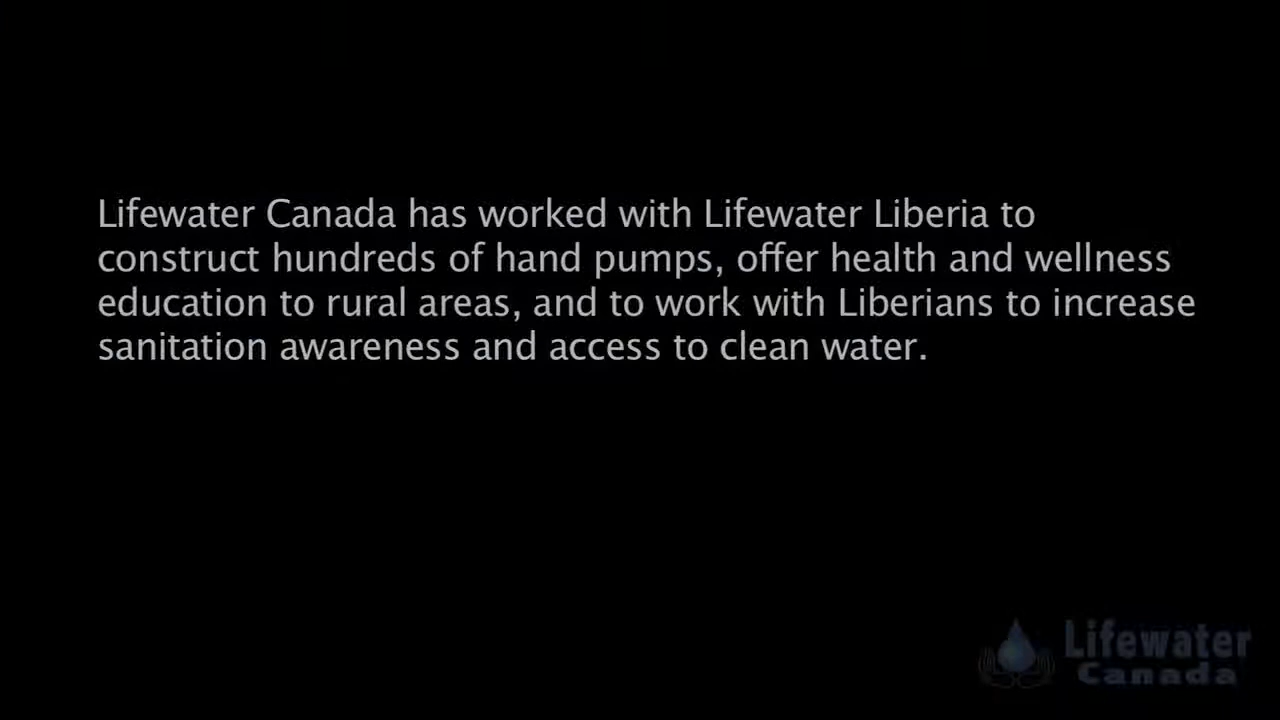 Lifewater Canada has worked with Lifewater Liberia to
construct hundreds of hand pumps, offer health and wellness
education to rural areas, and to work with Liberians to increase
sanitation awareness and access to clean water.
Lifewater
Canada